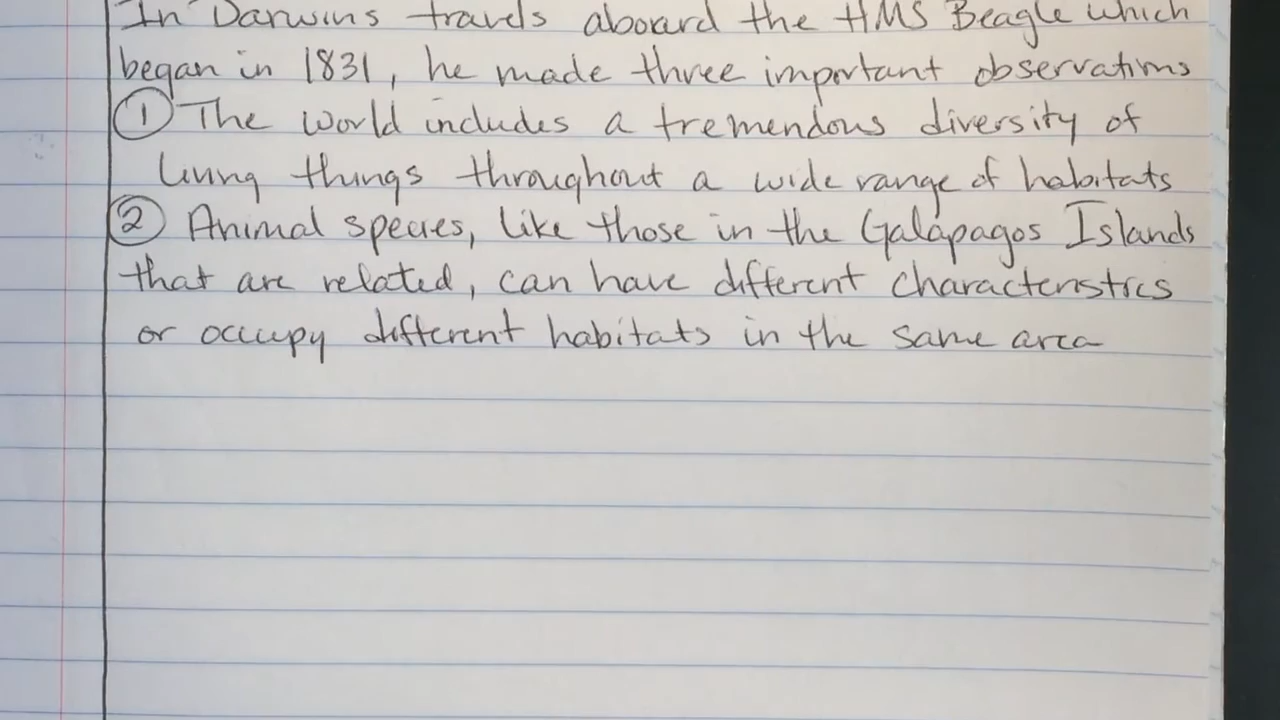 In Darwins travels aboard the HMS Beagle which
began in 1831, he made three important observations
① The world includes a tremendous diversity of
living things throughout a wide range of habitats
② Animal species, like those in the Galapagos Islands
that are related, can have different characteristics
or occupy different habitats in the same area